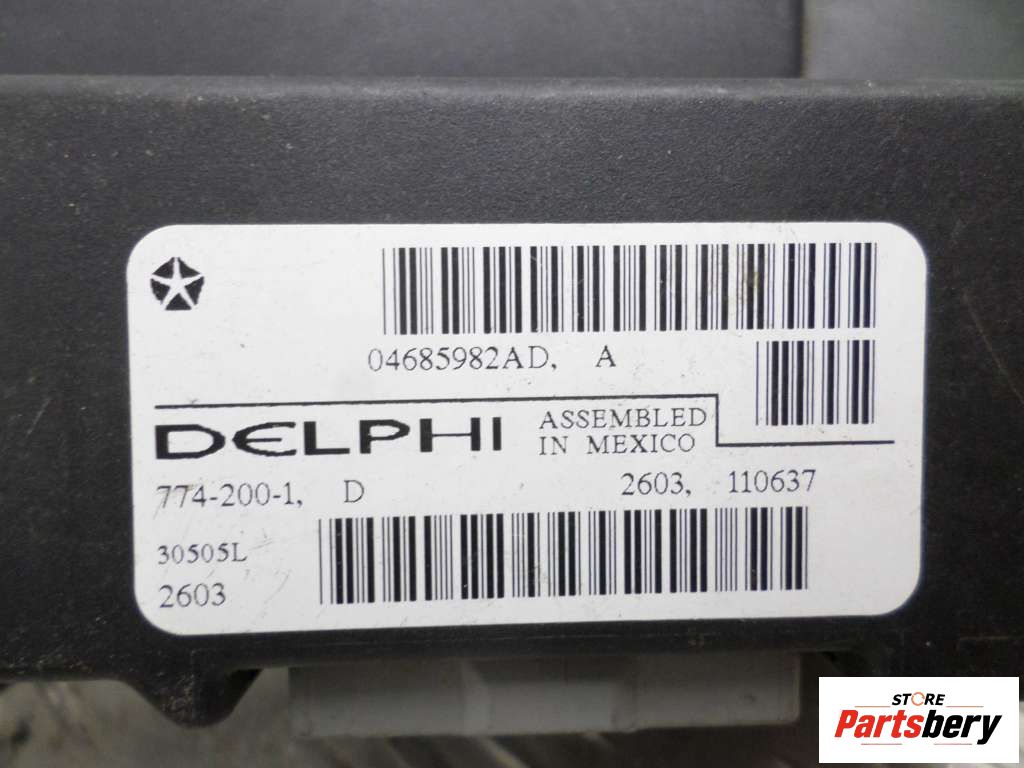 04685982AD, A
DELPHI ASSEMBLED
IN MEXICO
774-200-1, D 2603, 110637
30505L
2603
STORE
Partsbery